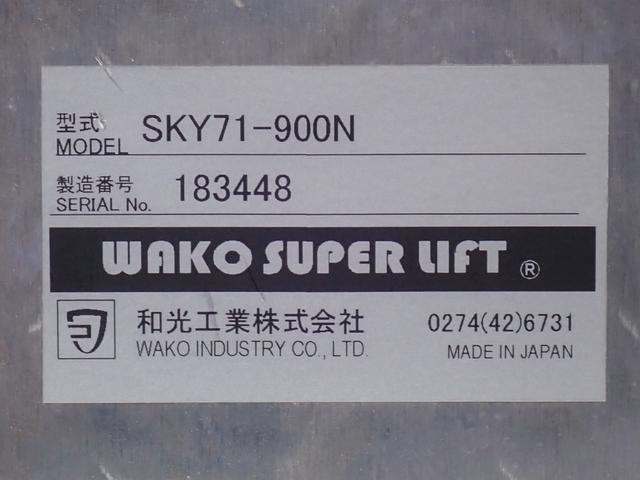 型式 SKY71-900N
MODEL
製造番号 183448
SERIAL No.
WAKO SUPER LIFT ®
和光工業株式会社 0274(42)6731
WAKO INDUSTRY CO., LTD. MADE IN JAPAN